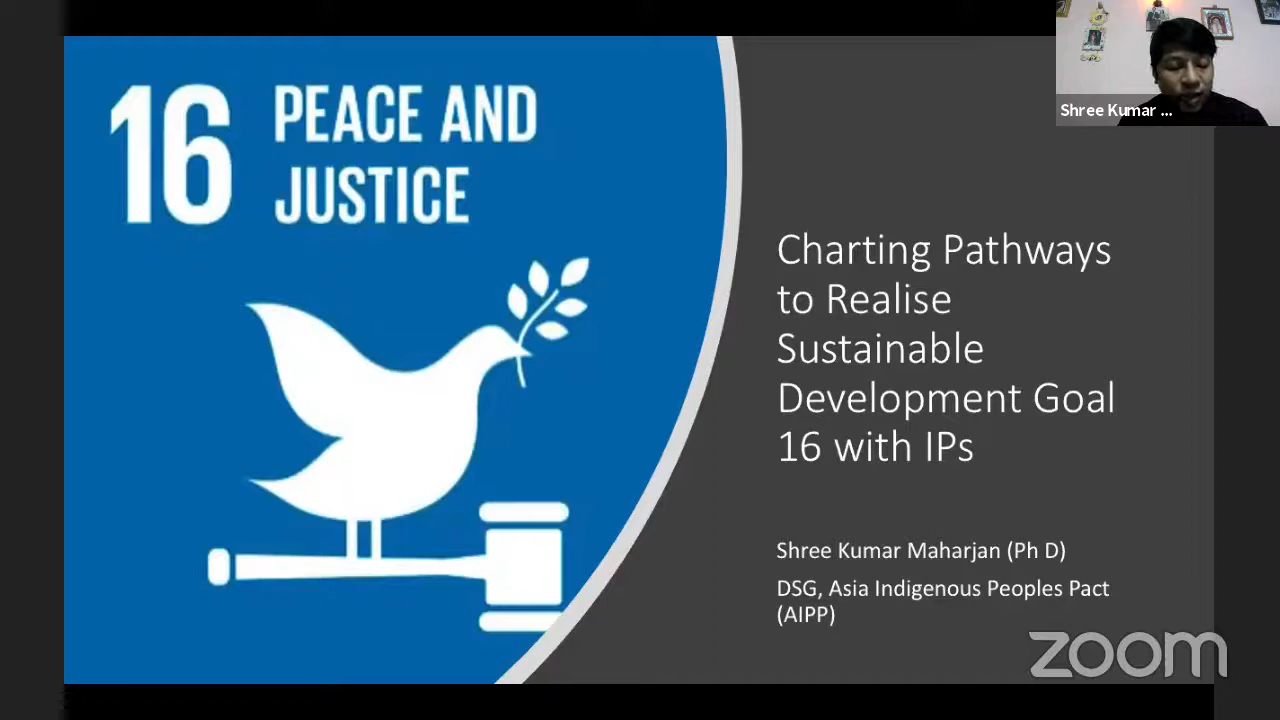 16 PEACE AND
JUSTICE
Shree Kumar ...
Charting Pathways
to Realise
Sustainable
Development Goal
16 with IPs
Shree Kumar Maharjan (Ph D)
DSG, Asia Indigenous Peoples Pact
(AIPP)
zoom